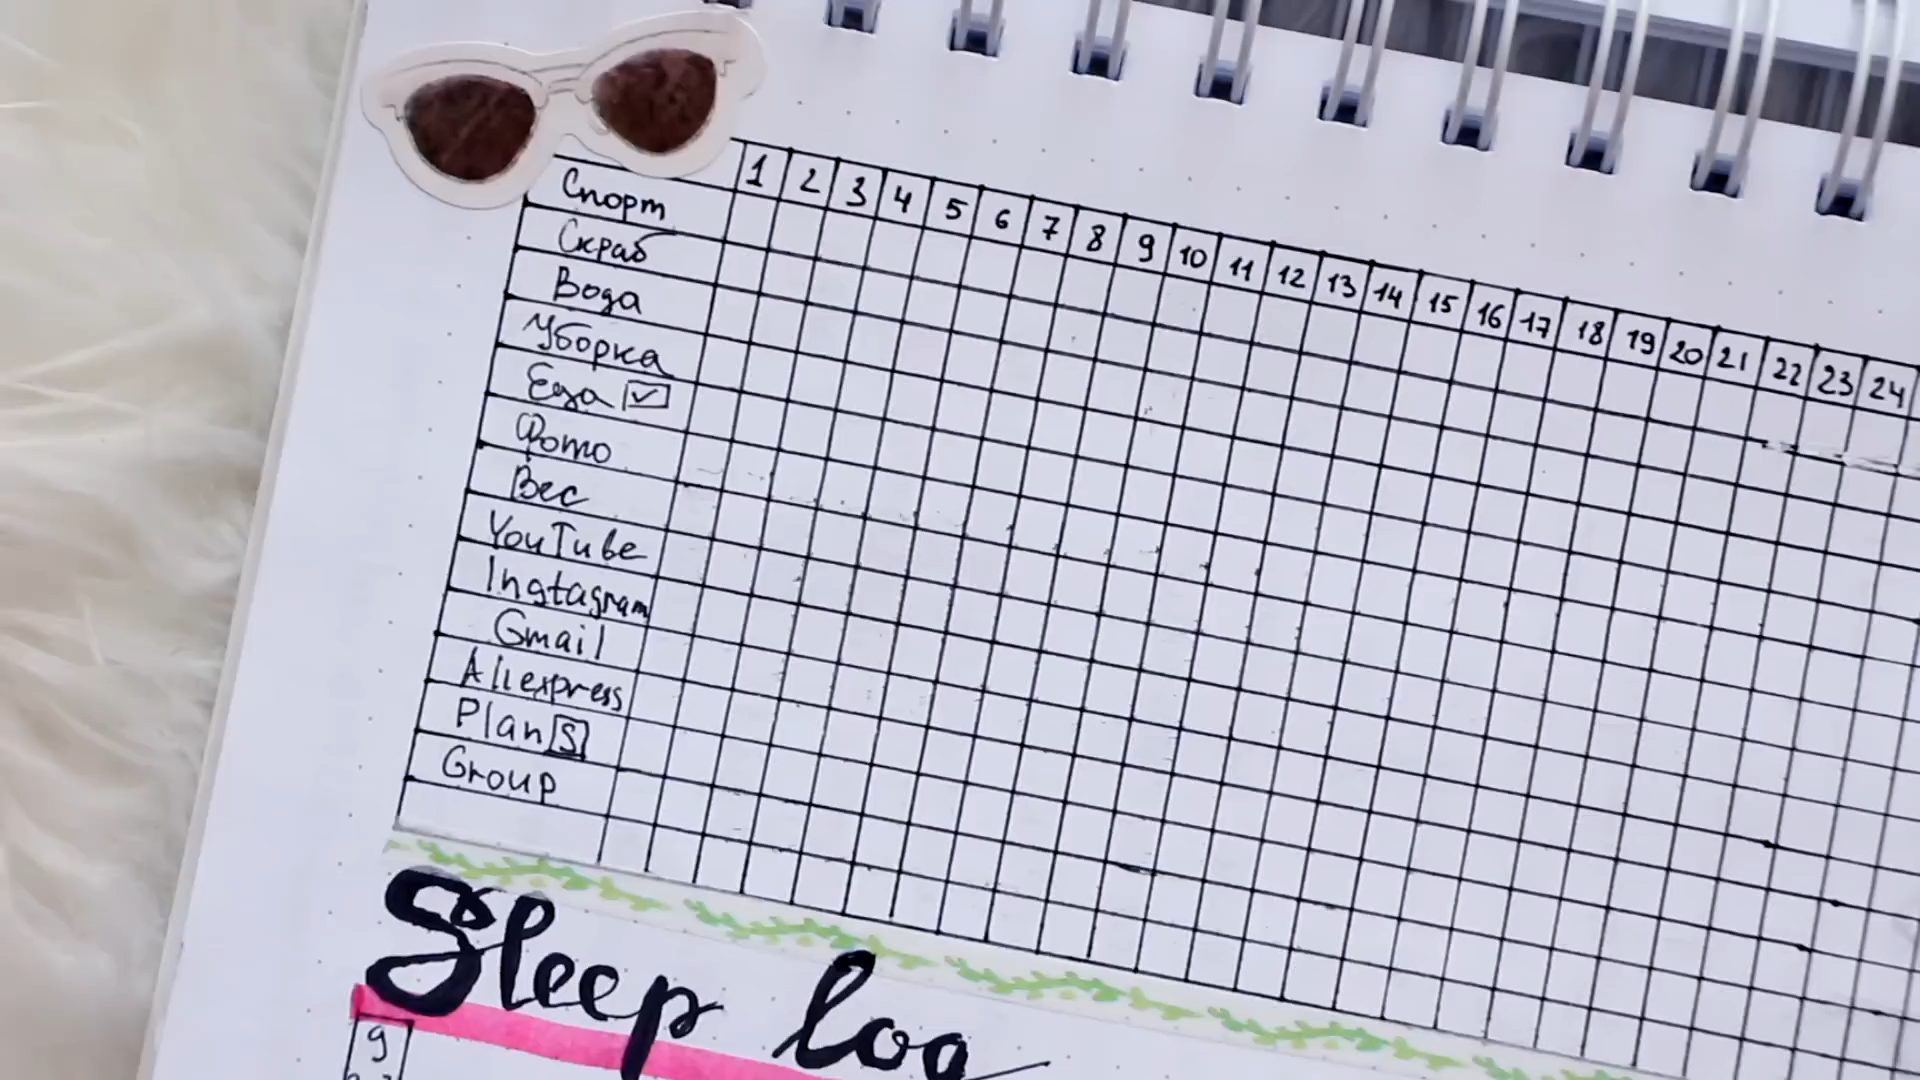 1 2 3 4 5 6 7 8 9 10 11 12 13 14 15 16 17 18 19 20 21 22 23 24
Спорт
Скраб
Вода
Уборка
Еда
Фото
Вес
YouTube
Instagram
Gmail
Aliexpress
Plan S
Group
Sleep log
9